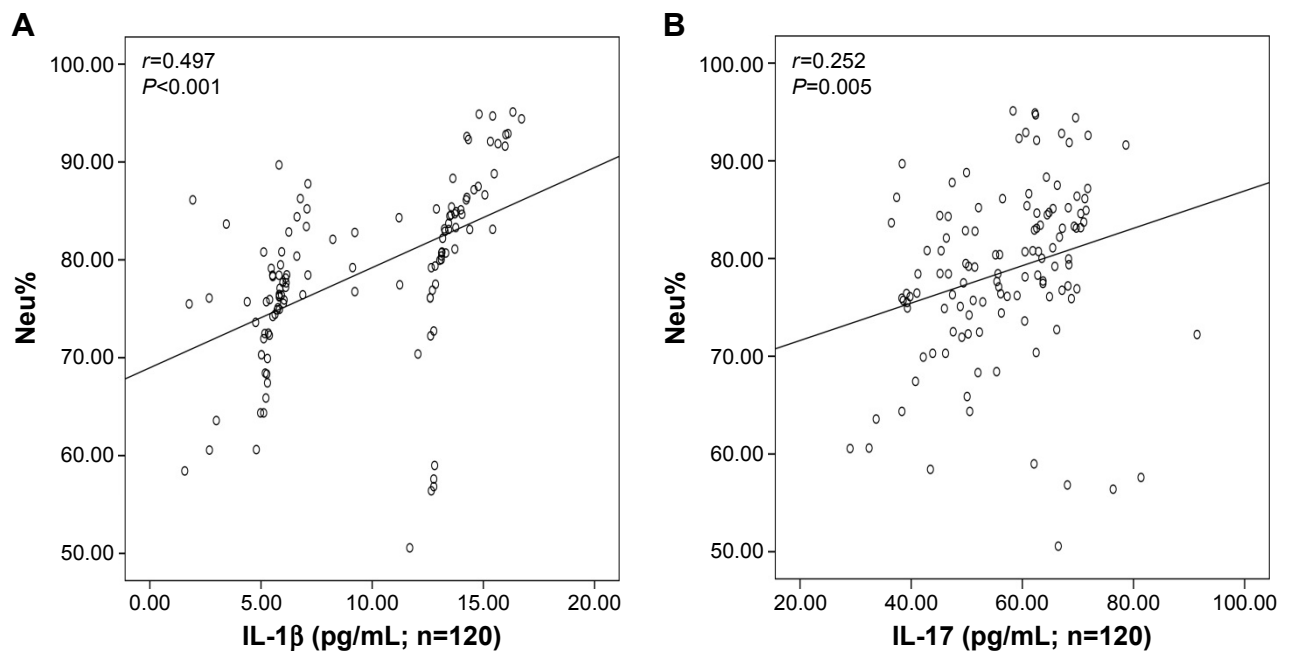 A
r=0.497
P<0.001
100.00
90.00
80.00
70.00
60.00
50.00
Neu%
0.00 5.00 10.00 15.00 20.00
IL-1β (pg/mL; n=120)
B
r=0.252
P=0.005
100.00
90.00
80.00
70.00
60.00
50.00
Neu%
20.00 40.00 60.00 80.00 100.00
IL-17 (pg/mL; n=120)